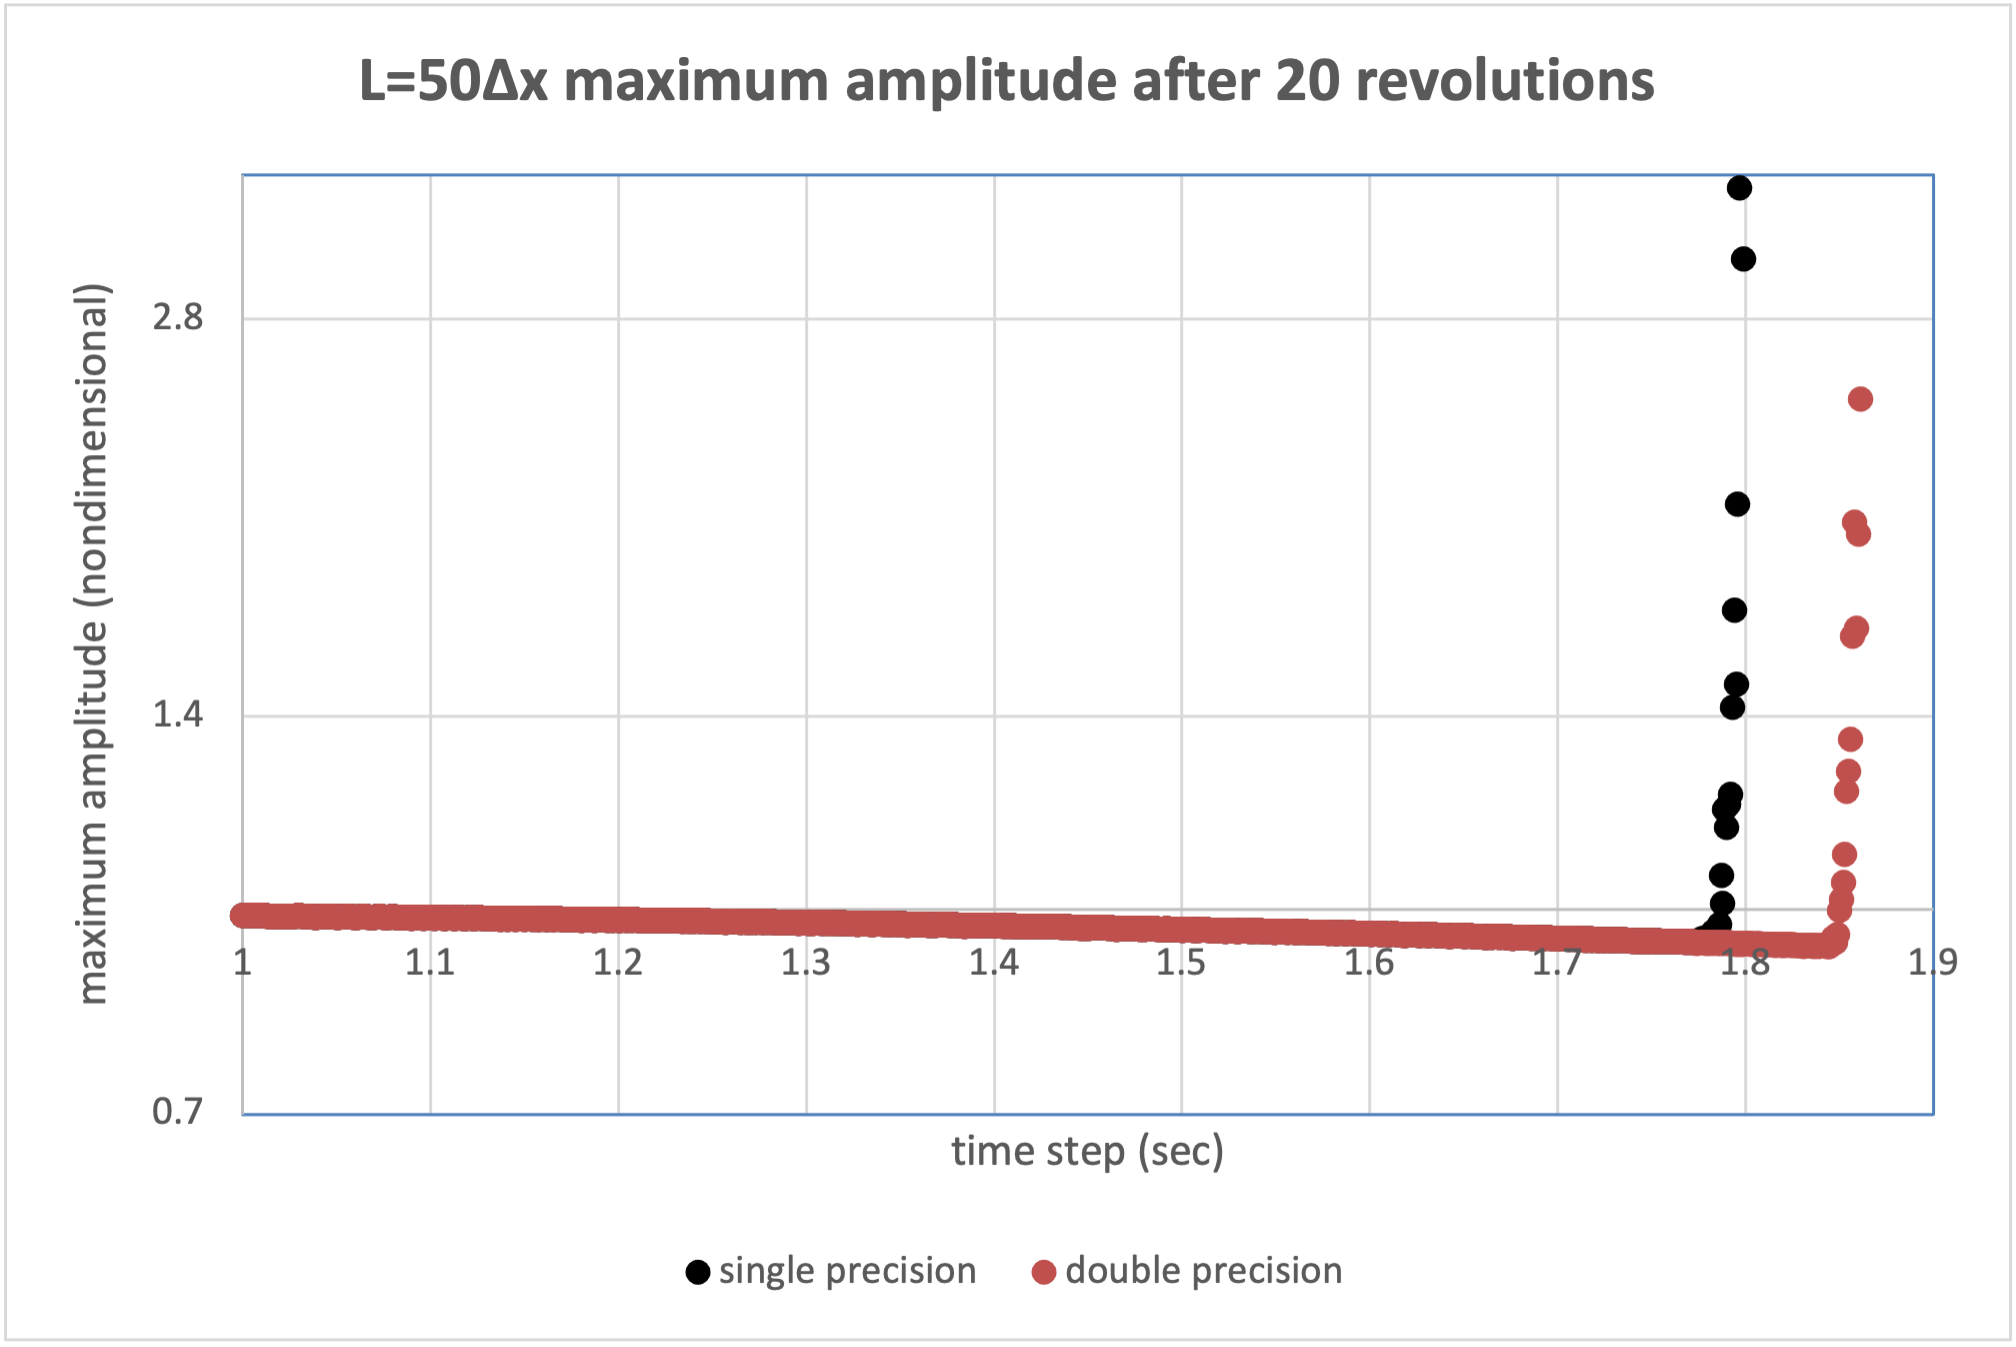 L=50Δx maximum amplitude after 20 revolutions
maximum amplitude (nondimensional)
2.8
1.4
0.7
1 1.1 1.2 1.3 1.4 1.5 1.6 1.7 1.8 1.9
time step (sec)
single precision double precision